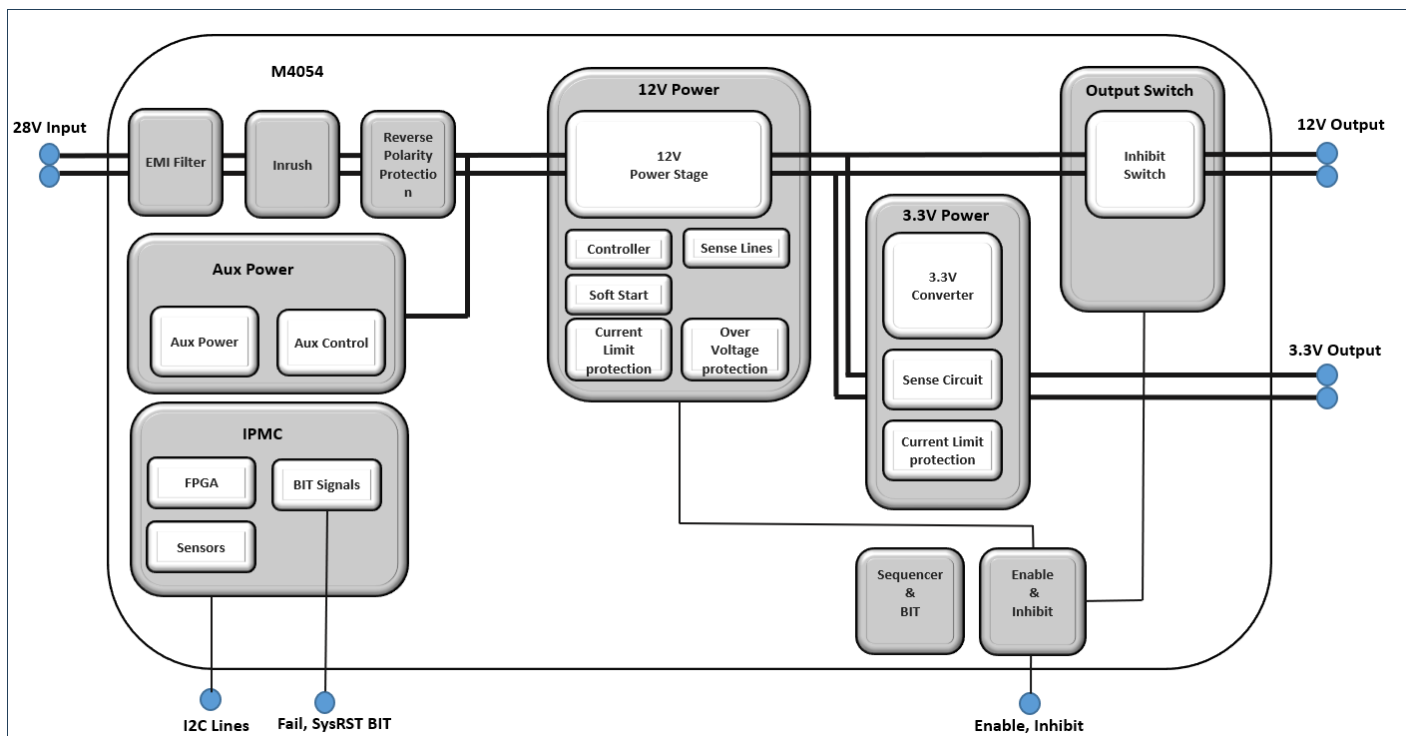 M4054
28V Input
EMI Filter
Inrush
Reverse
Polarity
Protectio
n
12V Power
12V
Power Stage
Controller
Sense Lines
Soft Start
Current
Limit
protection
Over
Voltage
protection
Output Switch
Inhibit
Switch
12V Output
3.3V Power
3.3V
Converter
Sense Circuit
Current Limit
protection
3.3V Output
Aux Power
Aux Power
Aux Control
IPMC
FPGA
BIT Signals
Sensors
Sequencer
&
BIT
Enable
&
Inhibit
I2C Lines
Fail, SysRST BIT
Enable, Inhibit